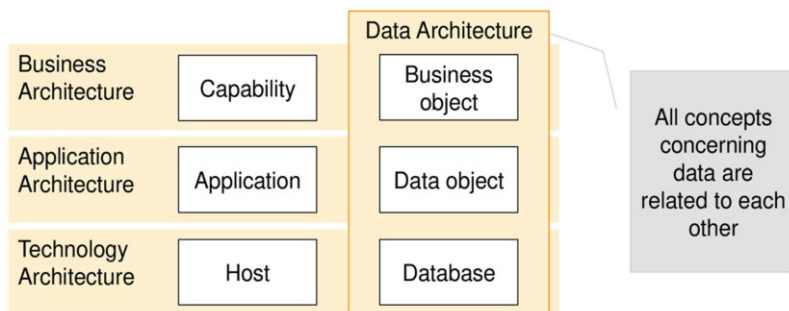 Data Architecture
Business
Architecture
Capability
Business
object
Application
Architecture
Application
Data object
Technology
Architecture
Host
Database
All concepts
concerning
data are
related to each
other